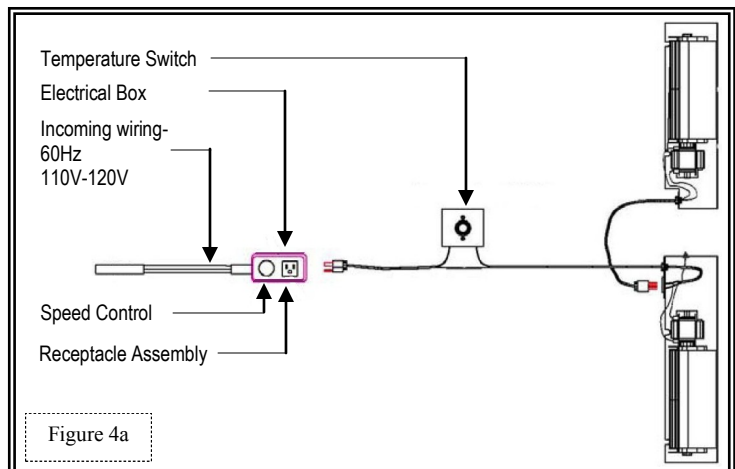 Temperature Switch
Electrical Box
Incoming wiring-
60Hz
110V-120V
Speed Control
Receptacle Assembly
Figure 4a